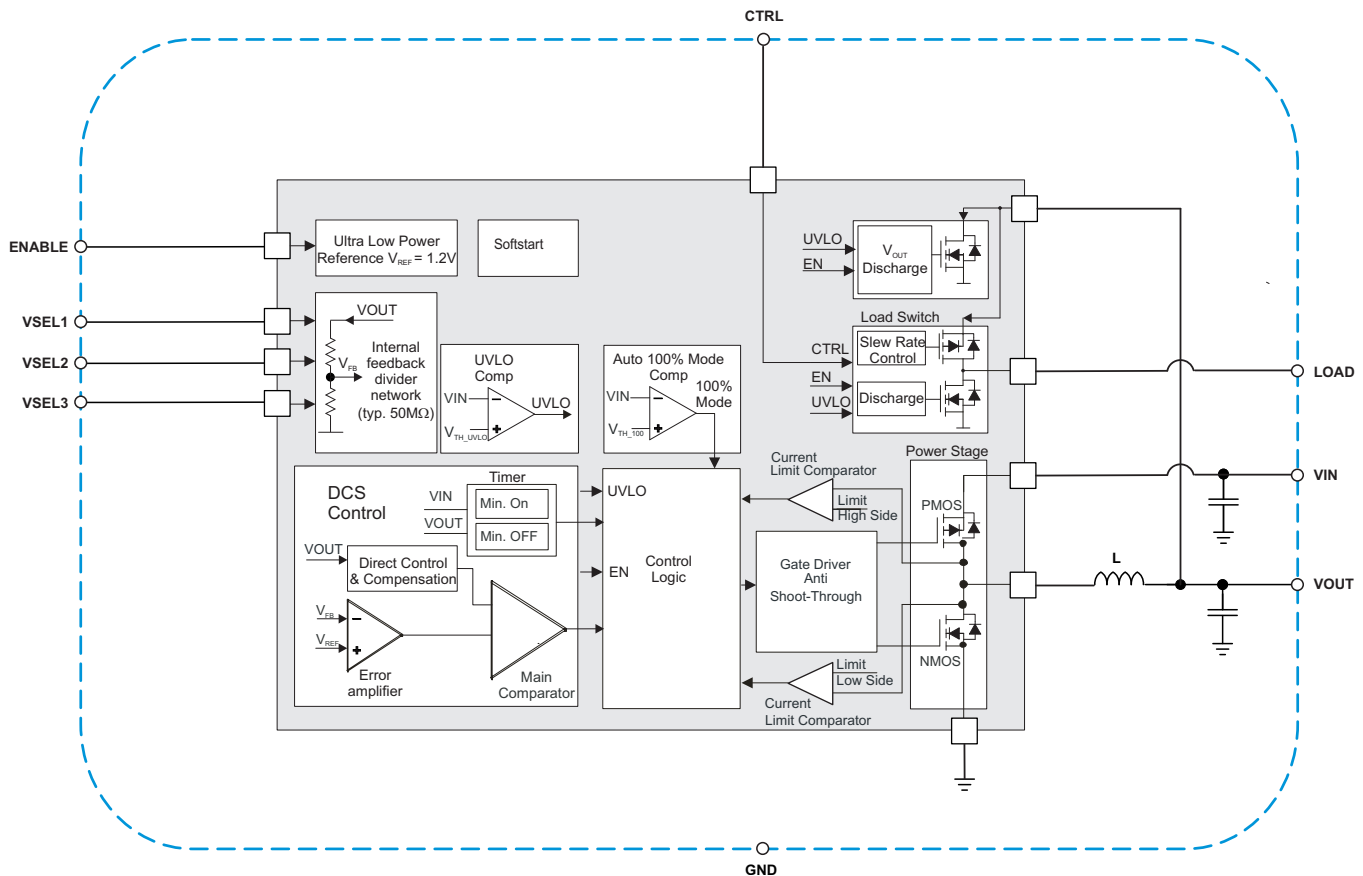 CTRL
ENABLE
Ultra Low Power
Reference VREF = 1.2V
Softstart
UVLO
EN
VOUT
Discharge
VSEL1
VSEL2
VSEL3
VOUT
VFB
Internal
feedback
divider
network
(typ. 50MΩ)
UVLO
Comp
VIN
VTH_UVLO
UVLO
Auto 100% Mode
Comp
VIN
VTH_100
100%
Mode
Load Switch
CTRL
EN
UVLO
Slew Rate
Control
Discharge
LOAD
DCS
Control
Timer
VIN
VOUT
Min. On
Min. OFF
VOUT
Direct Control
& Compensation
VFB
VREF
Error
amplifier
Main
Comparator
UVLO
EN
Control
Logic
Current
Limit Comparator
Limit
High Side
Gate Driver
Anti
Shoot-Through
Limit
Low Side
Current
Limit Comparator
Power Stage
PMOS
NMOS
VIN
L
VOUT
GND